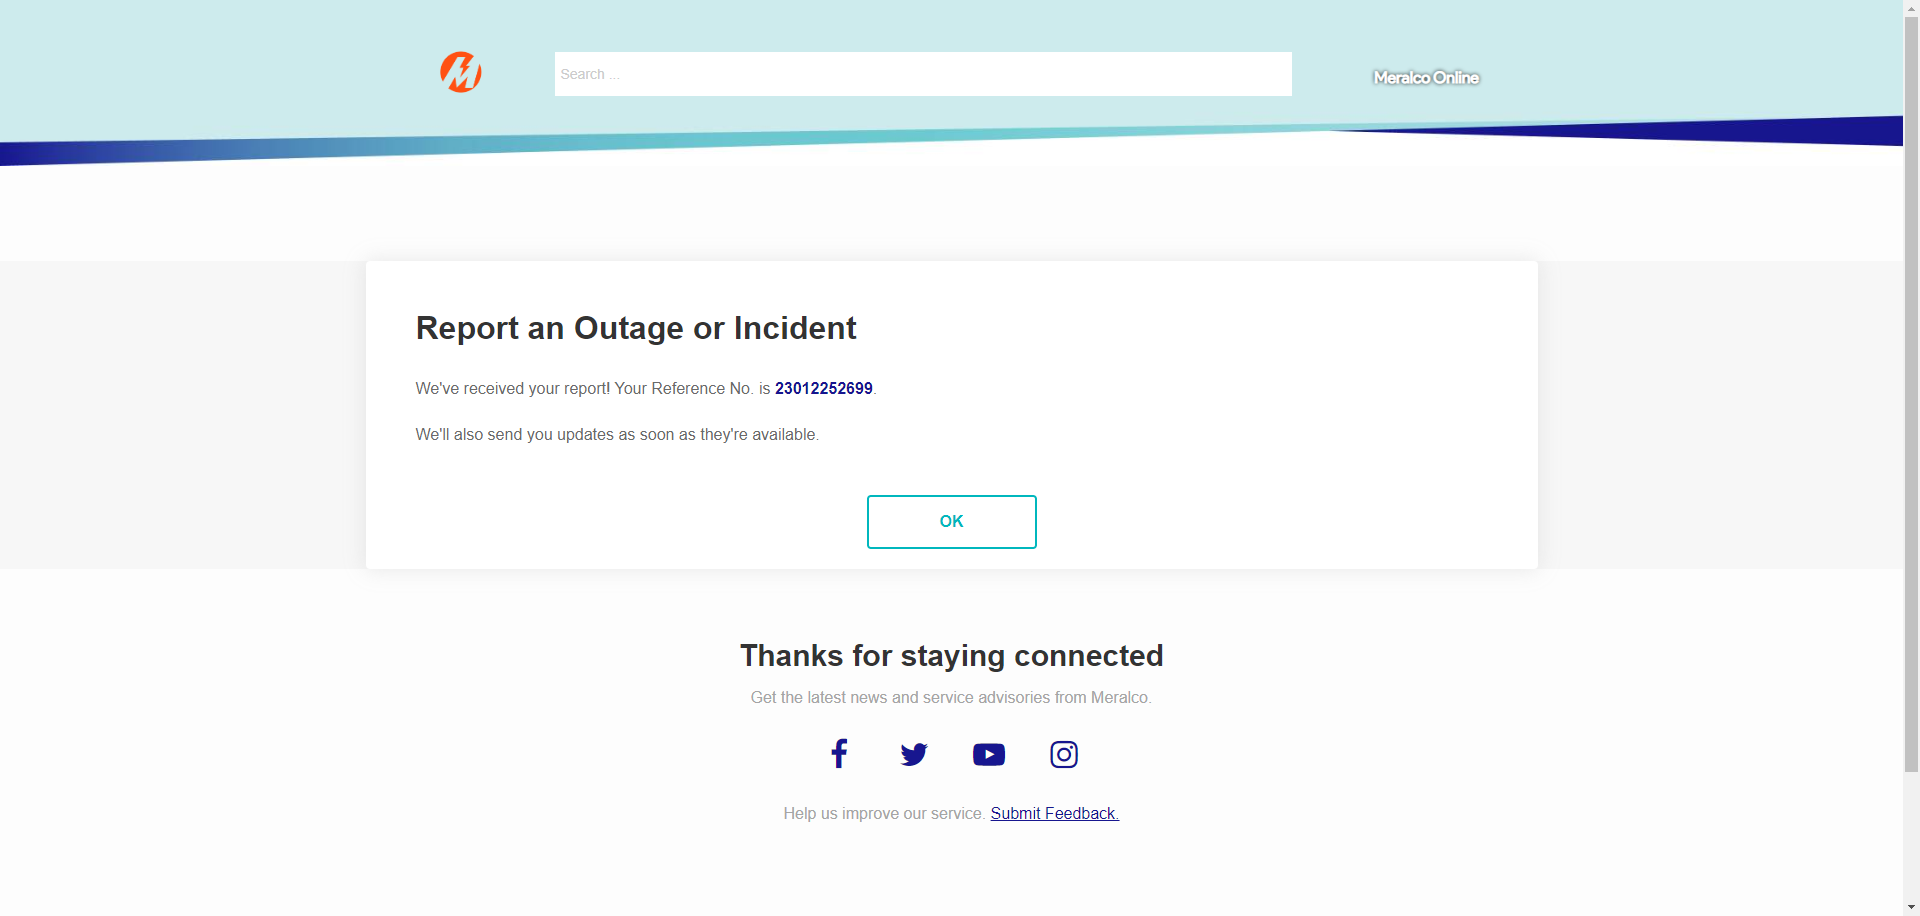 Search ...
Meralco Online
Report an Outage or Incident
We've received your report! Your Reference No. is 23012252699.
We'll also send you updates as soon as they're available.
OK
Thanks for staying connected
Get the latest news and service advisories from Meralco.
Help us improve our service. Submit Feedback.